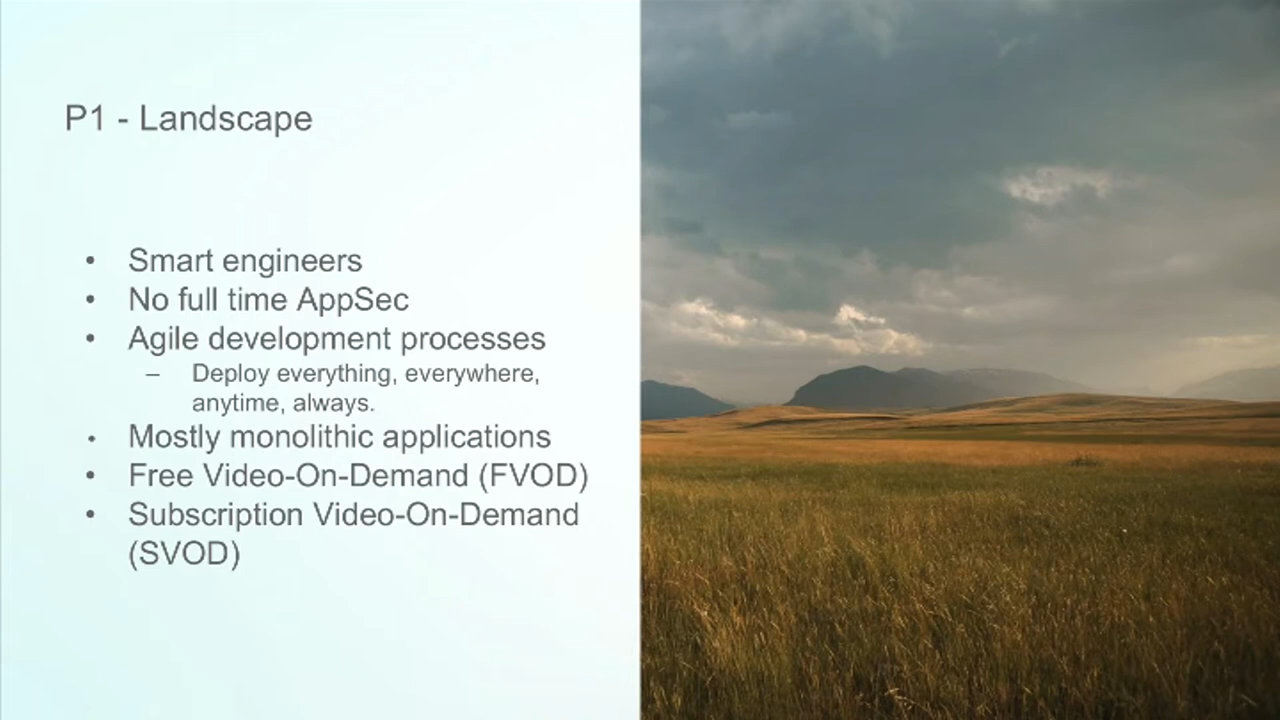 P1 - Landscape
• Smart engineers
• No full time AppSec
• Agile development processes
– Deploy everything, everywhere,
anytime, always.
• Mostly monolithic applications
• Free Video-On-Demand (FVOD)
• Subscription Video-On-Demand
(SVOD)